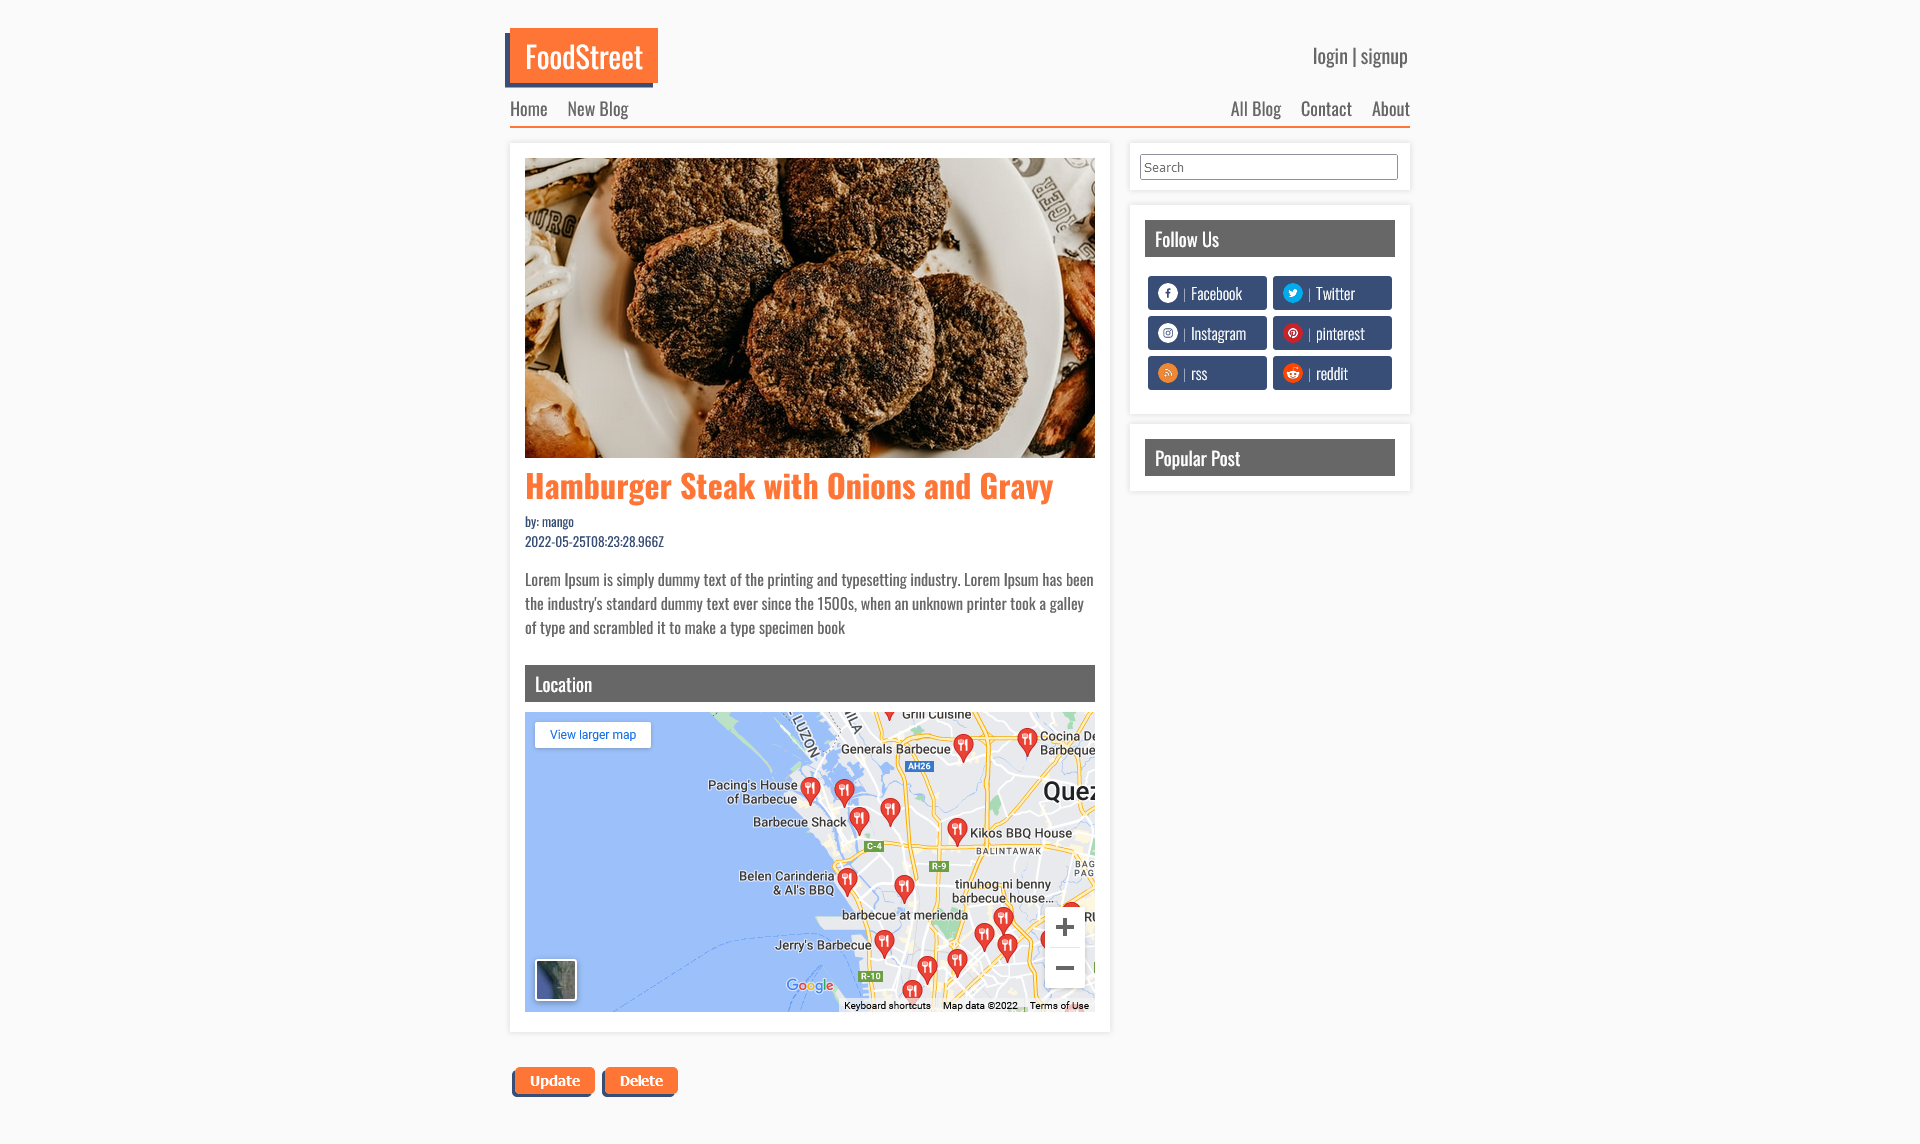 FoodStreet
login | signup
Home
New Blog
All Blog
Contact
About
Hamburger Steak with Onions and Gravy
by: mango
2022-05-25T08:23:28.966Z
Lorem Ipsum is simply dummy text of the printing and typesetting industry. Lorem Ipsum has been
the industry's standard dummy text ever since the 1500s, when an unknown printer took a galley
of type and scrambled it to make a type specimen book
Location
View larger map
LUZON
Grill Cuisine
Generals Barbecue
Cocina De
Barbeque
AH26
Pacing's House
of Barbecue
Quez
Barbecue Shack
Kikos BBQ House
C-4
BALINTAWAK
R-9
BAG
PAG
Belen Carinderia
& Al's BBQ
tinuhog ni benny
barbecue house...
barbecue at merienda
RU
Jerry's Barbecue
R-10
Google
Keyboard shortcuts
Map data ©2022
Terms of Use
Update
Delete
Search
Follow Us
| Facebook
| Twitter
| Instagram
| pinterest
| rss
| reddit
Popular Post